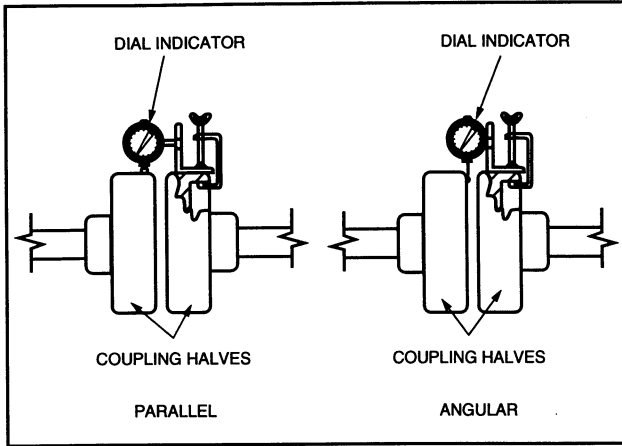 DIAL INDICATOR
DIAL INDICATOR
COUPLING HALVES
COUPLING HALVES
PARALLEL
ANGULAR